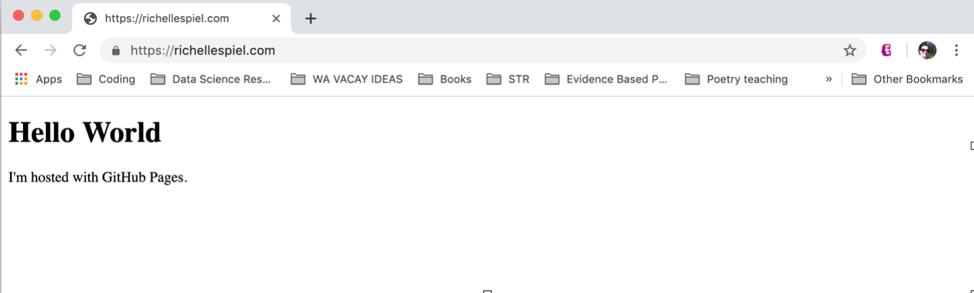 https://richellespiel.com
https://richellespiel.com
Apps Coding Data Science Res... WA VACAY IDEAS Books STR Evidence Based P... Poetry teaching » Other Bookmarks
Hello World
I'm hosted with GitHub Pages.